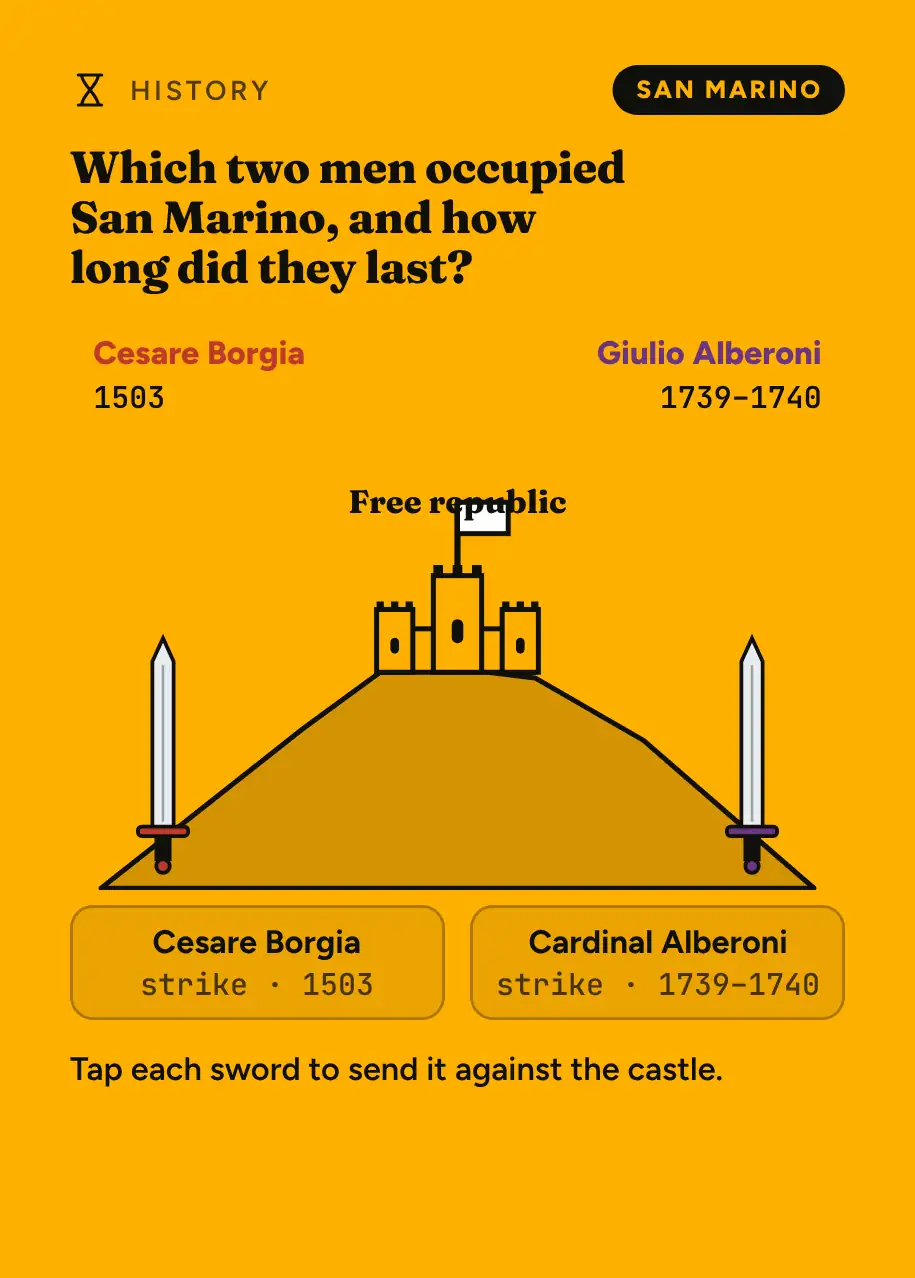 HISTORY
SAN MARINO
Which two men occupied
San Marino, and how
long did they last?
Cesare Borgia
1503
Giulio Alberoni
1739–1740
Free republic
Cesare Borgia
strike · 1503
Cardinal Alberoni
strike · 1739–1740
Tap each sword to send it against the castle.